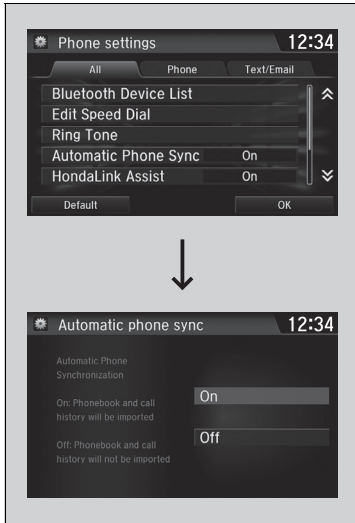 Phone settings 12:34
All Phone Text/Email
Bluetooth Device List
Edit Speed Dial
Ring Tone
Automatic Phone Sync On
HondaLink Assist On
Default OK
Automatic phone sync 12:34
Automatic Phone
Synchronization
On: Phonebook and call
history will be imported
Off: Phonebook and call
history will not be imported
On
Off